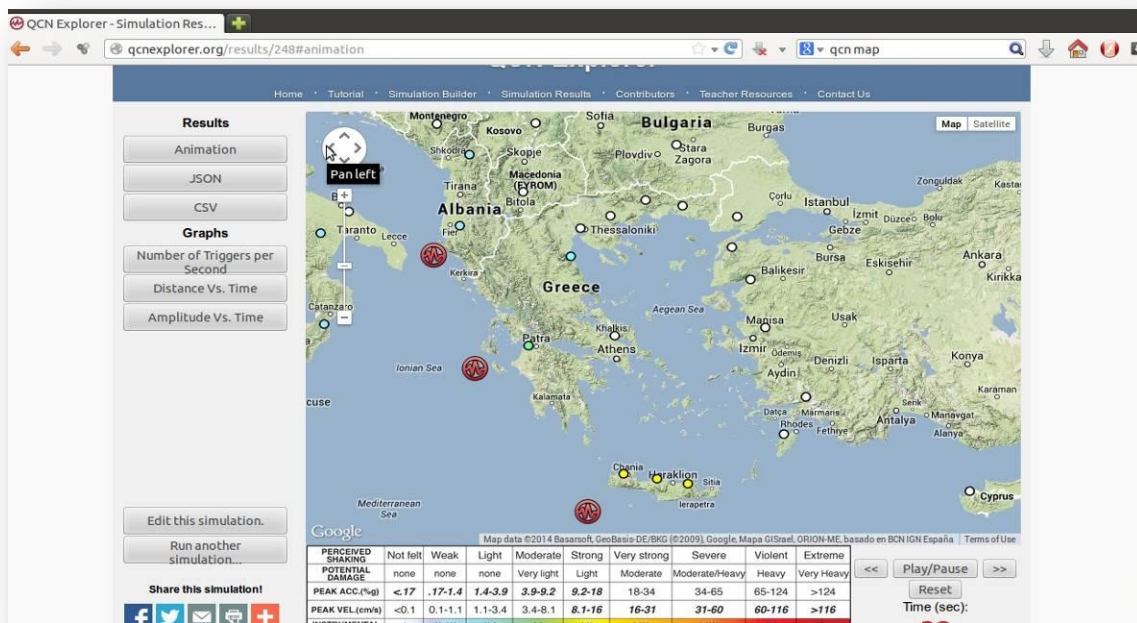 QCN Explorer - Simulation Res...
qcnexplorer.org/results/248#animation
qcn map
Home • Tutorial • Simulation Builder • Simulation Results • Contributors • Teacher Resources • Contact Us
Results
Animation
JSON
CSV
Graphs
Number of Triggers per
Second
Distance Vs. Time
Amplitude Vs. Time
Edit this simulation.
Run another
simulation...
Share this simulation!
Pan left
Map Satellite
Montenegro
Kosovo
Sofia
Bulgaria
Burgas
Shkodra
Skopje
Plovdiv
Stara
Zagora
Macedonia
(FYROM)
Tirana
Bitola
Albania
Zonguldak
Çorlu
Istanbul
Izmit
Düzce
Bolu
Gebze
Taranto
Lecce
Fier
Thessaloniki
Bursa
Eskisehir
Ankara
Kirikka
Kerkira
Greece
Balikesir
Catanzaro
Aegean Sea
Manisa
Usak
Khalkis
Patra
Athens
Izmir
Odemis
Denizli
Isparta
Konya
Ionian Sea
Aydin
Karaman
Kalamata
cuse
Datça
Marmaris
Serik
Manavgat
Rhodes
Fethiye
Antalya
Alanya
Chania
Heraklion
Sitia
Ierapetra
Cyprus
Mediterranean
Sea
Google
Map data ©2014 Basarsoft, GeoBasis-DE/BKG (©2009), Google, Mapa GISrael, ORION-ME, basado en BCN IGN España Terms of Use
PERCEIVED SHAKING Not felt Weak Light Moderate Strong Very strong Severe Violent Extreme
POTENTIAL DAMAGE none none none Very light Light Moderate Moderate/Heavy Heavy Very Heavy
PEAK ACC.(%g) <.17 .17-1.4 1.4-3.9 3.9-9.2 9.2-18 18-34 34-65 65-124 >124
PEAK VEL.(cm/s) <0.1 0.1-1.1 1.1-3.4 3.4-8.1 8.1-16 16-31 31-60 60-116 >116
INSTRUMENTAL
<< Play/Pause >>
Reset
Time (sec):